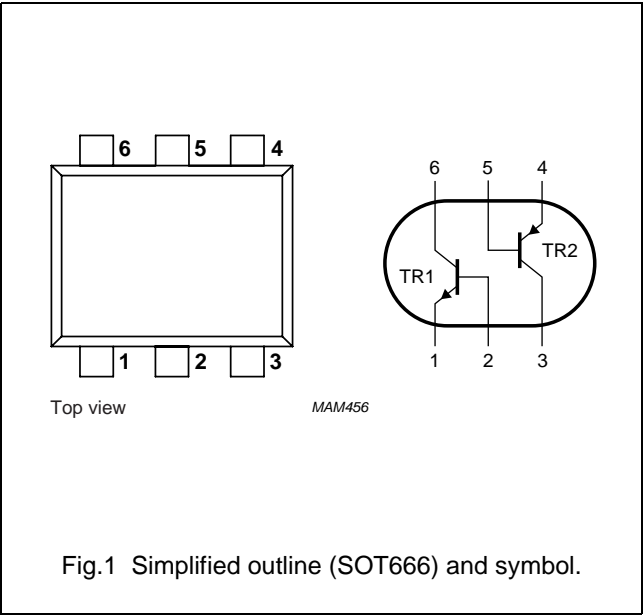 6 5 4
6 5 4
TR1
TR2
1 2 3
1 2 3
Top view
MAM456
Fig.1 Simplified outline (SOT666) and symbol.